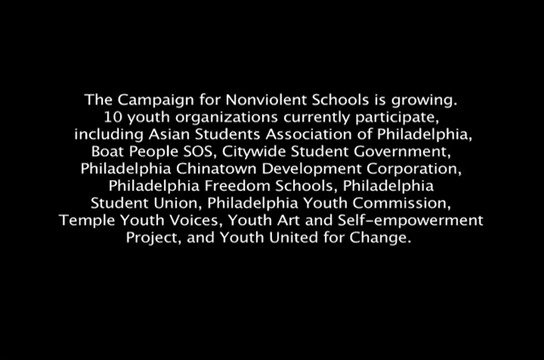 The Campaign for Nonviolent Schools is growing.
10 youth organizations currently participate,
including Asian Students Association of Philadelphia,
Boat People SOS, Citywide Student Government,
Philadelphia Chinatown Development Corporation,
Philadelphia Freedom Schools, Philadelphia
Student Union, Philadelphia Youth Commission,
Temple Youth Voices, Youth Art and Self-empowerment
Project, and Youth United for Change.